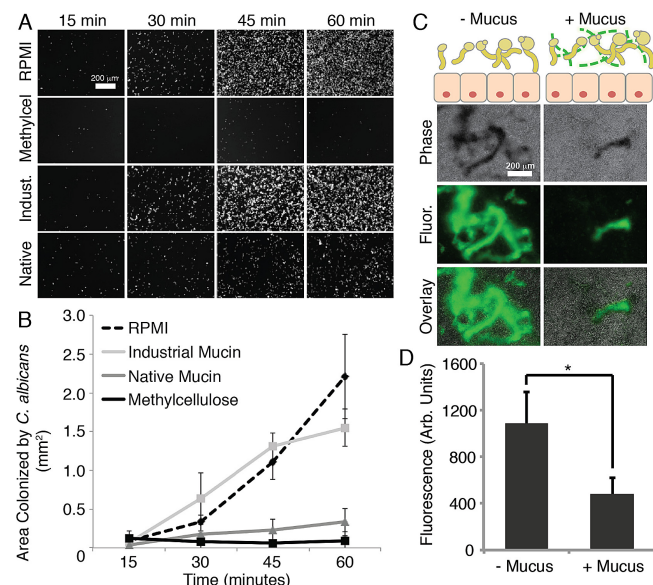 A
15 min 30 min 45 min 60 min
RPMI
200 μm
Methylcel
Indust.
Native
B
3.0
2.5
2.0
1.5
1.0
0.5
0
Area Colonized by C. albicans
(mm²)
RPMI
Industrial Mucin
Native Mucin
Methylcellulose
15 30 45 60
Time (minutes)
C
- Mucus + Mucus
Phase
200 μm
Fluor.
Overlay
D
1600
1200
800
400
0
Fluorescence (Arb. Units)
*
- Mucus + Mucus